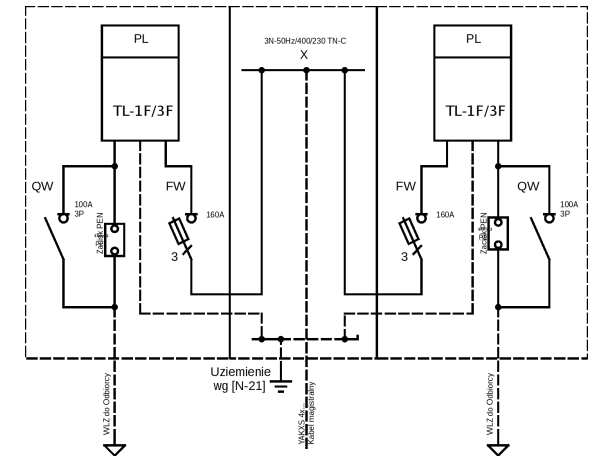 PL
3N-50Hz/400/230 TN-C
X
PL
TL-1F/3F
TL-1F/3F
QW
100A
3P
FW
160A
3
FW
160A
3
QW
100A
3P
Zacisk PEN
Zacisk PEN
Uziemienie
wg [N-21]
WLZ do Odbiorcy
YAKXS 4x...
Kabel magistralny
WLZ do Odbiorcy